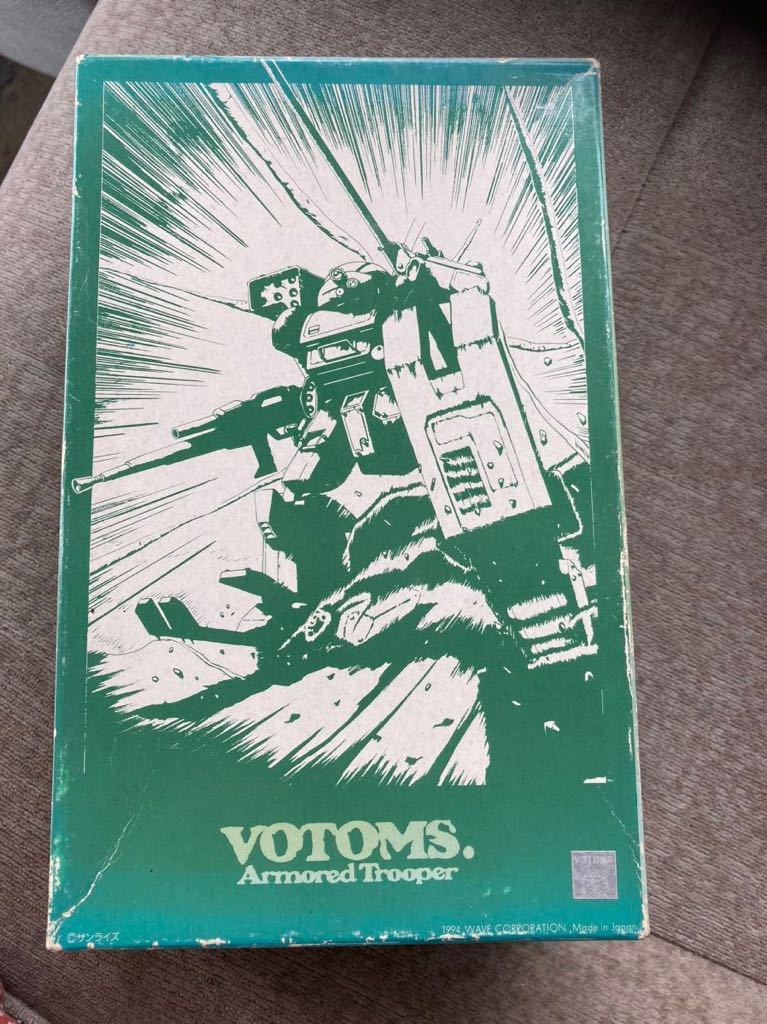 VOTOMS.
Armored Trooper
VOTOMS
©サンライズ
1994 WAVE CORPORATION ,Made in Japan